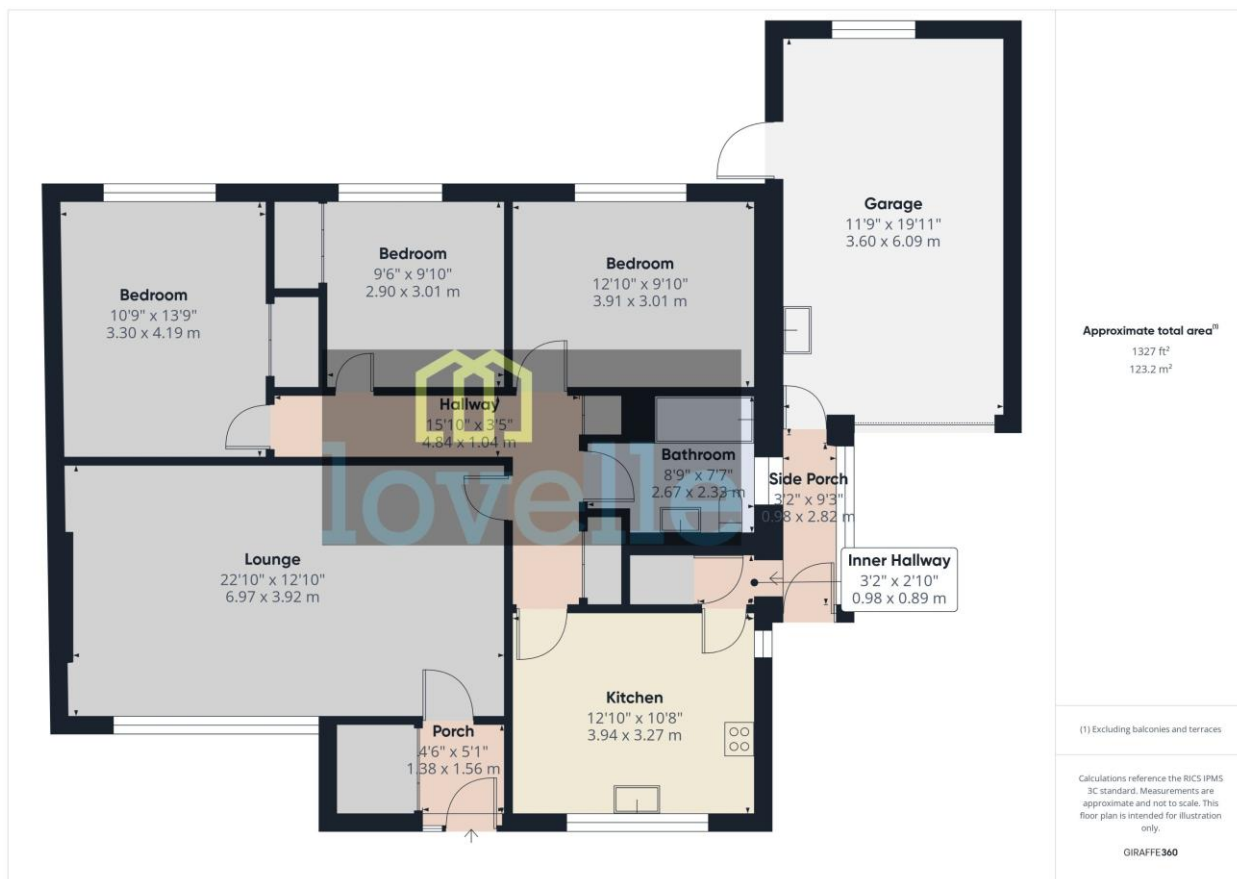 Garage
11'9" x 19'11"
3.60 x 6.09 m
Bedroom
10'9" x 13'9"
3.30 x 4.19 m
Bedroom
9'6" x 9'10"
2.90 x 3.01 m
Bedroom
12'10" x 9'10"
3.91 x 3.01 m
Hallway
15'10" x 3'5"
4.84 x 1.04 m
Bathroom
8'9" x 7'7"
2.67 x 2.33 m
Side Porch
3'2" x 9'3"
0.98 x 2.82 m
lovelle
Lounge
22'10" x 12'10"
6.97 x 3.92 m
Inner Hallway
3'2" x 2'10"
0.98 x 0.89 m
Kitchen
12'10" x 10'8"
3.94 x 3.27 m
Porch
4'6" x 5'1"
1.38 x 1.56 m
Approximate total area(1)
1327 ft²
123.2 m²
(1) Excluding balconies and terraces
Calculations reference the RICS IPMS
3C standard. Measurements are
approximate and not to scale. This
floor plan is intended for illustration
only.
GIRAFFE360